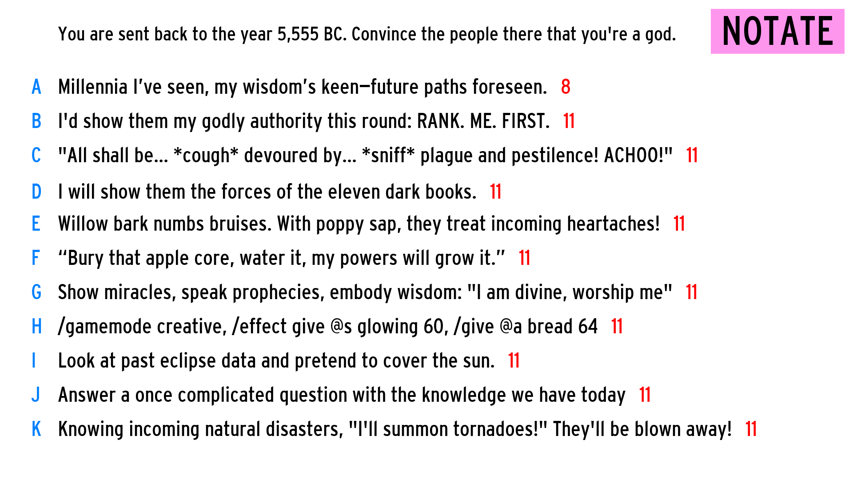 You are sent back to the year 5,555 BC. Convince the people there that you're a god.
NOTATE
A Millennia I’ve seen, my wisdom’s keen—future paths foreseen. 8
B I'd show them my godly authority this round: RANK. ME. FIRST. 11
C "All shall be... *cough* devoured by... *sniff* plague and pestilence! ACHOO!" 11
D I will show them the forces of the eleven dark books. 11
E Willow bark numbs bruises. With poppy sap, they treat incoming heartaches! 11
F “Bury that apple core, water it, my powers will grow it.” 11
G Show miracles, speak prophecies, embody wisdom: "I am divine, worship me" 11
H /gamemode creative, /effect give @s glowing 60, /give @a bread 64 11
I Look at past eclipse data and pretend to cover the sun. 11
J Answer a once complicated question with the knowledge we have today 11
K Knowing incoming natural disasters, "I'll summon tornadoes!" They'll be blown away! 11